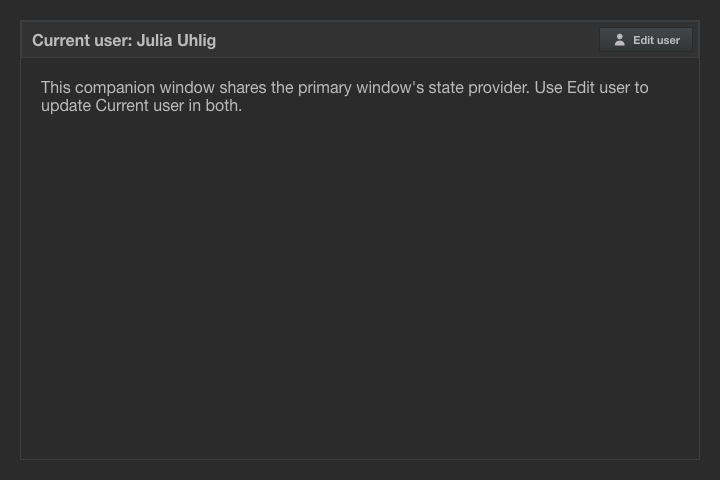 Current user: Julia Uhlig
Edit user
This companion window shares the primary window's state provider. Use Edit user to
update Current user in both.